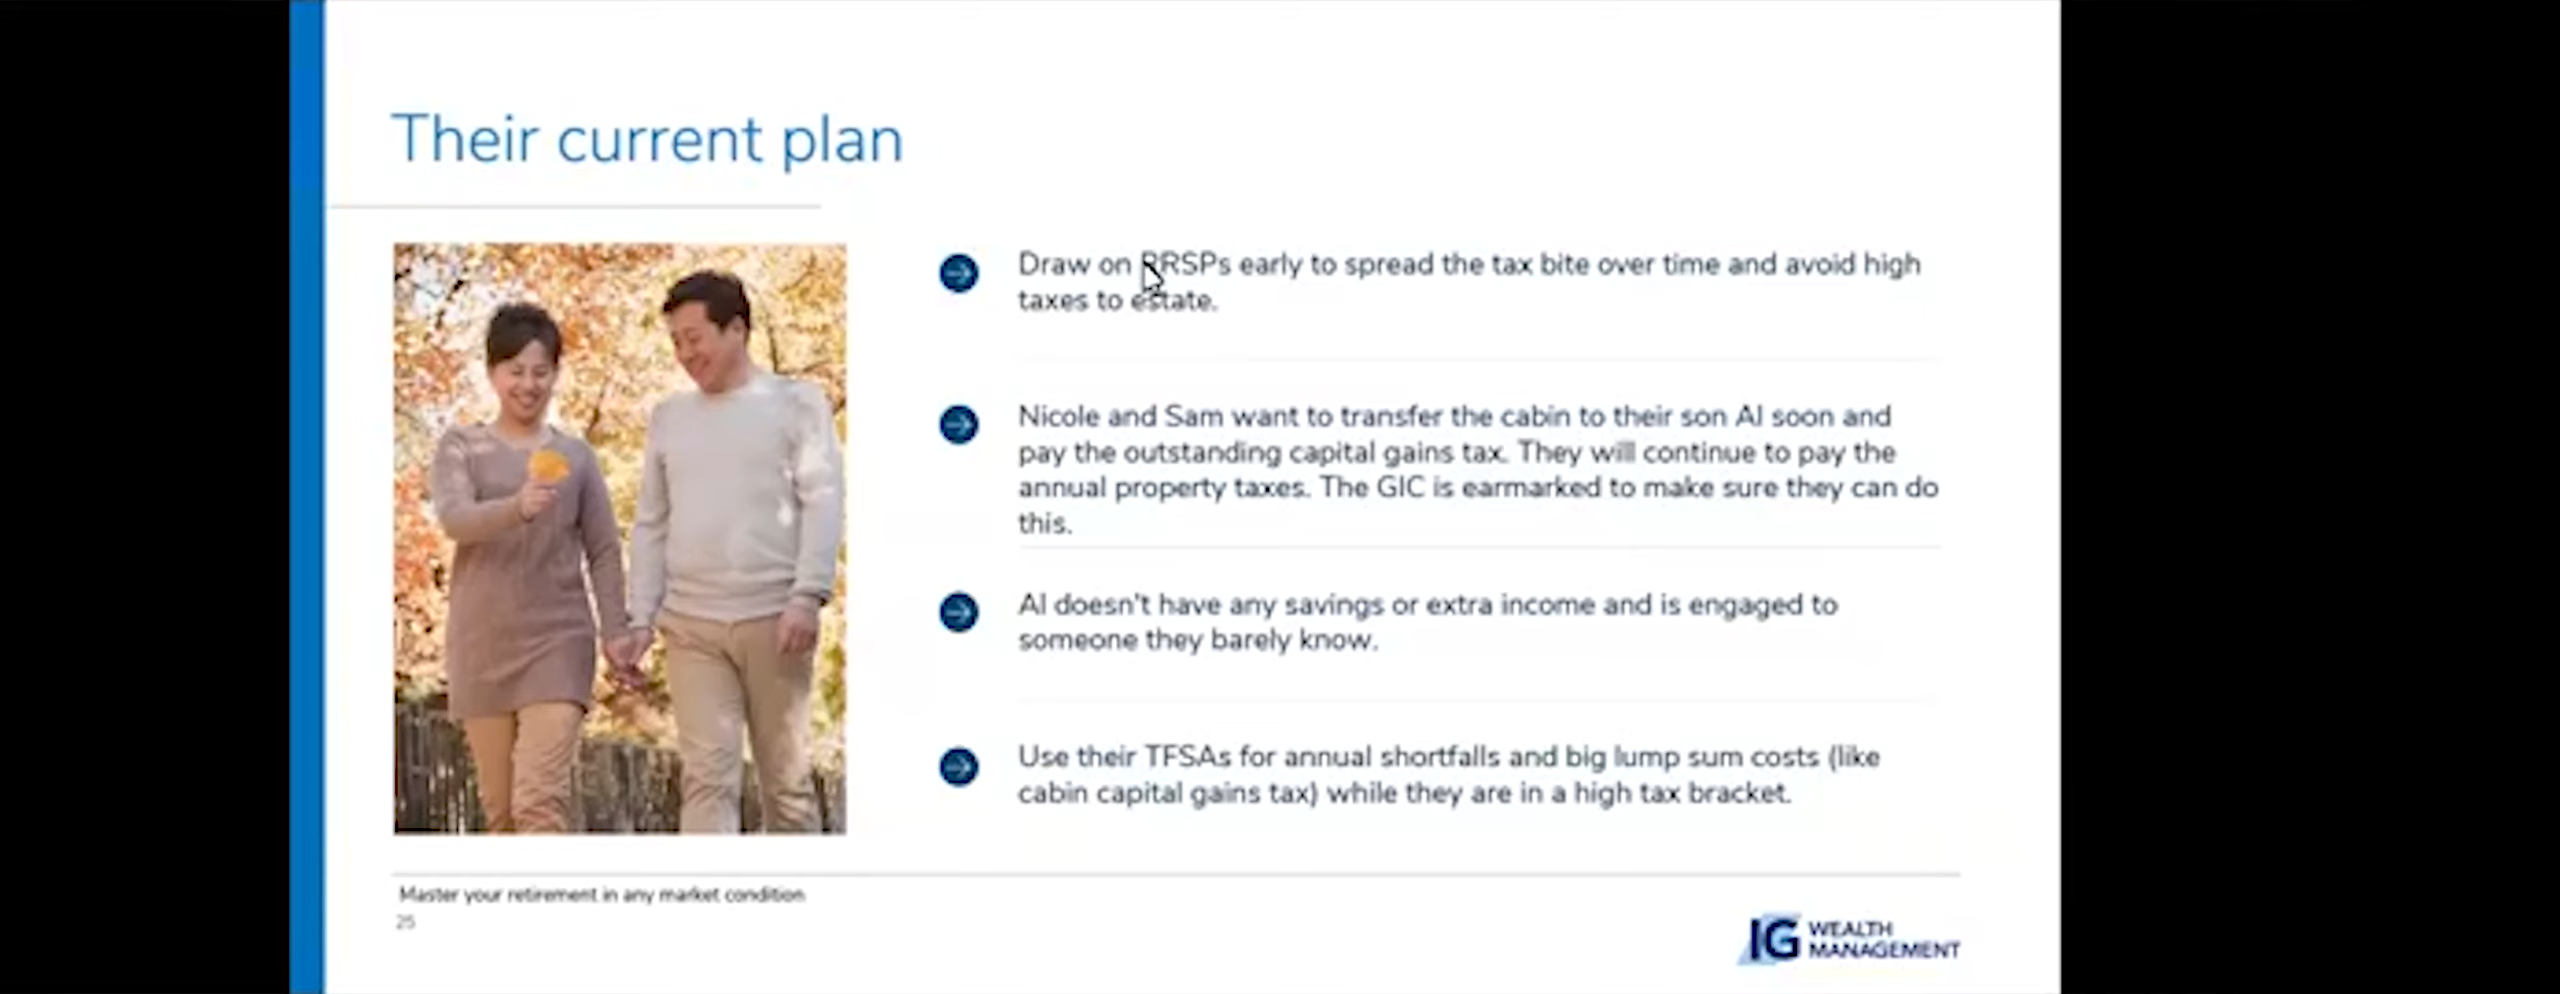 Their current plan
Draw on RRSPs early to spread the tax bite over time and avoid high
taxes to estate.
Nicole and Sam want to transfer the cabin to their son Al soon and
pay the outstanding capital gains tax. They will continue to pay the
annual property taxes. The GIC is earmarked to make sure they can do
this.
Al doesn't have any savings or extra income and is engaged to
someone they barely know.
Use their TFSAs for annual shortfalls and big lump sum costs (like
cabin capital gains tax) while they are in a high tax bracket.
Master your retirement in any market condition
25
IG WEALTH
MANAGEMENT